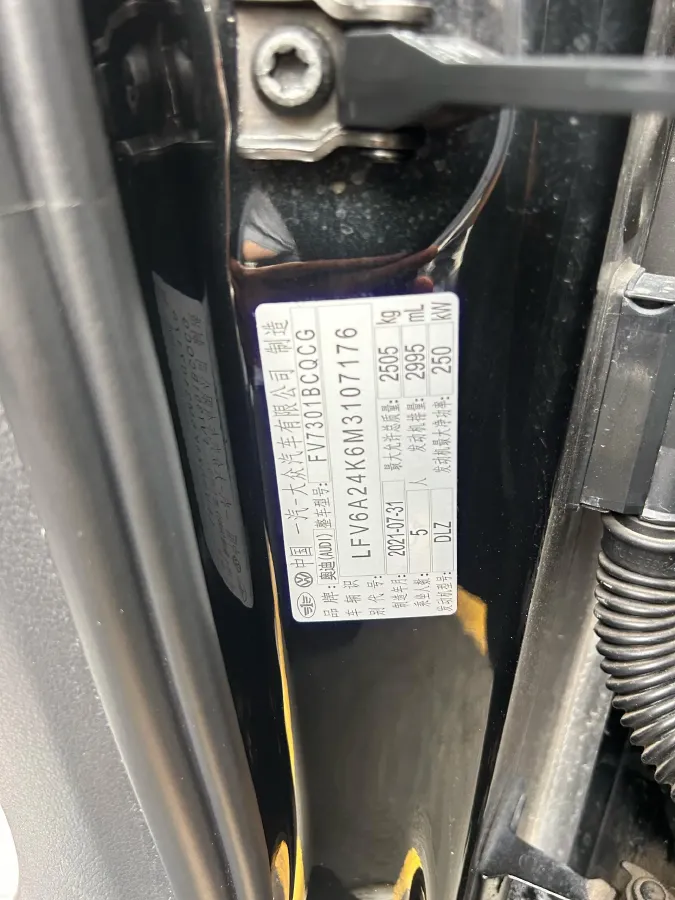 中国 一汽-大众汽车有限公司 制造
品牌: 奥迪(AUDI) 整车型号: FV7301BCQCG
车辆识别代号: LFV6A24K6M3107176
制造年月: 2021-07-31 最大允许总质量: 2505 kg
乘坐人数: 5 人 发动机排量: 2995 mL
发动机型号: DLZ 发动机最大净功率: 250 kW